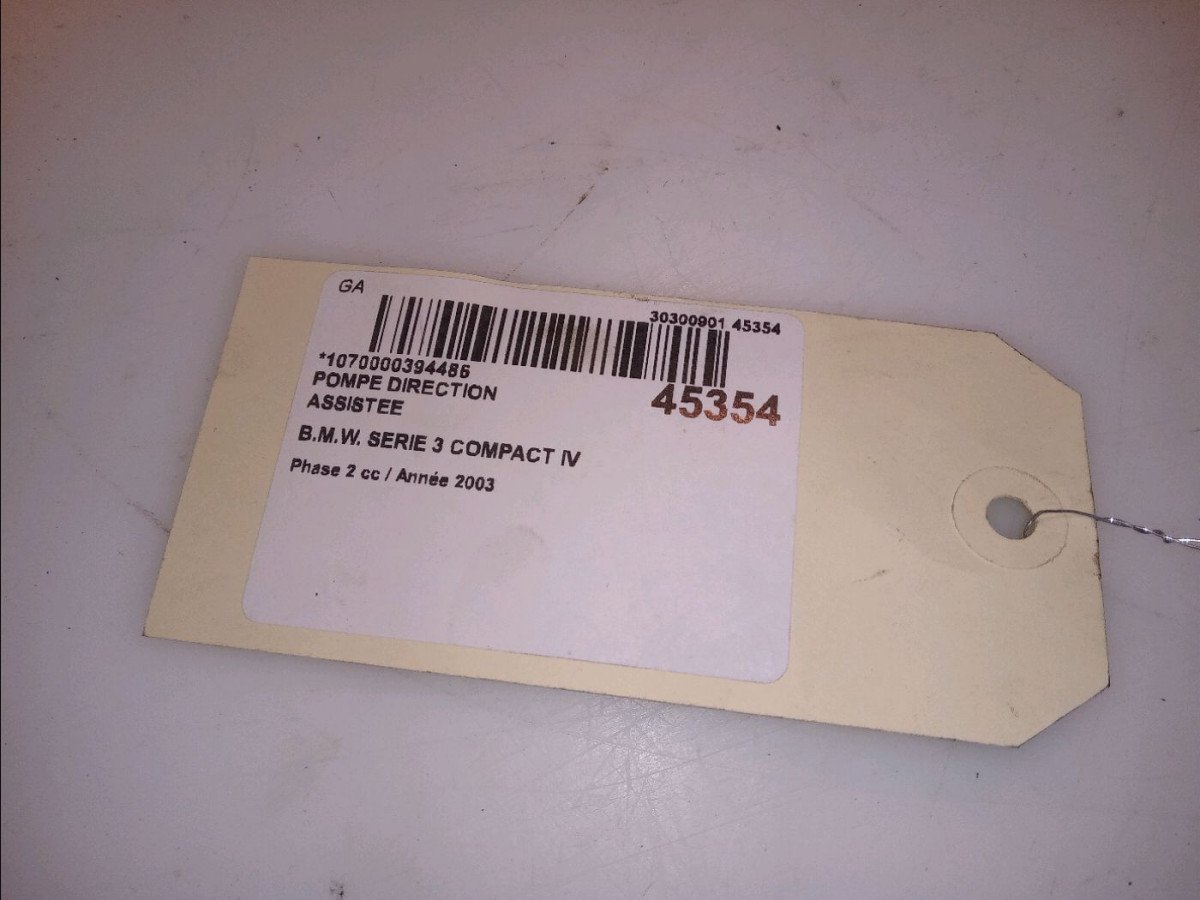 GA
30300901 45354
*1070000394486
POMPE DIRECTION
ASSISTEE
45354
B.M.W. SERIE 3 COMPACT IV
Phase 2 cc / Année 2003